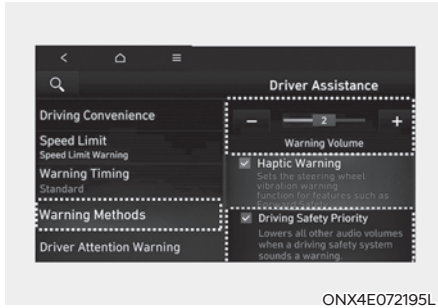 Driver Assistance
Driving Convenience
Speed Limit
Speed Limit Warning
Warning Timing
Standard
Warning Methods
Driver Attention Warning
− 2 +
Warning Volume
Haptic Warning
Sets the steering wheel
vibration warning
function for features such as
Driving Safety Priority
Lowers all other audio volumes
when a driving safety system
sounds a warning.
ONX4E072195L